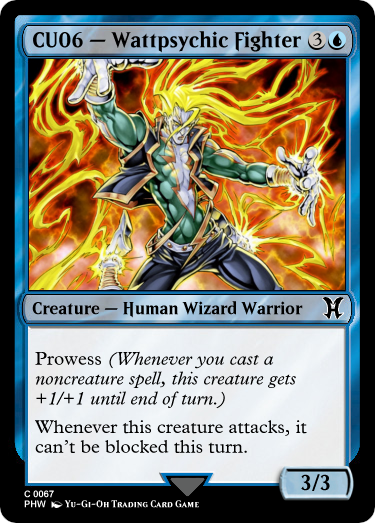 CU06 — Wattpsychic Fighter 3
Creature — Human Wizard Warrior
Prowess (Whenever you cast a
noncreature spell, this creature gets
+1/+1 until end of turn.)
Whenever this creature attacks, it
can't be blocked this turn.
3/3
C 0067
PHW Yu-Gi-Oh Trading Card Game